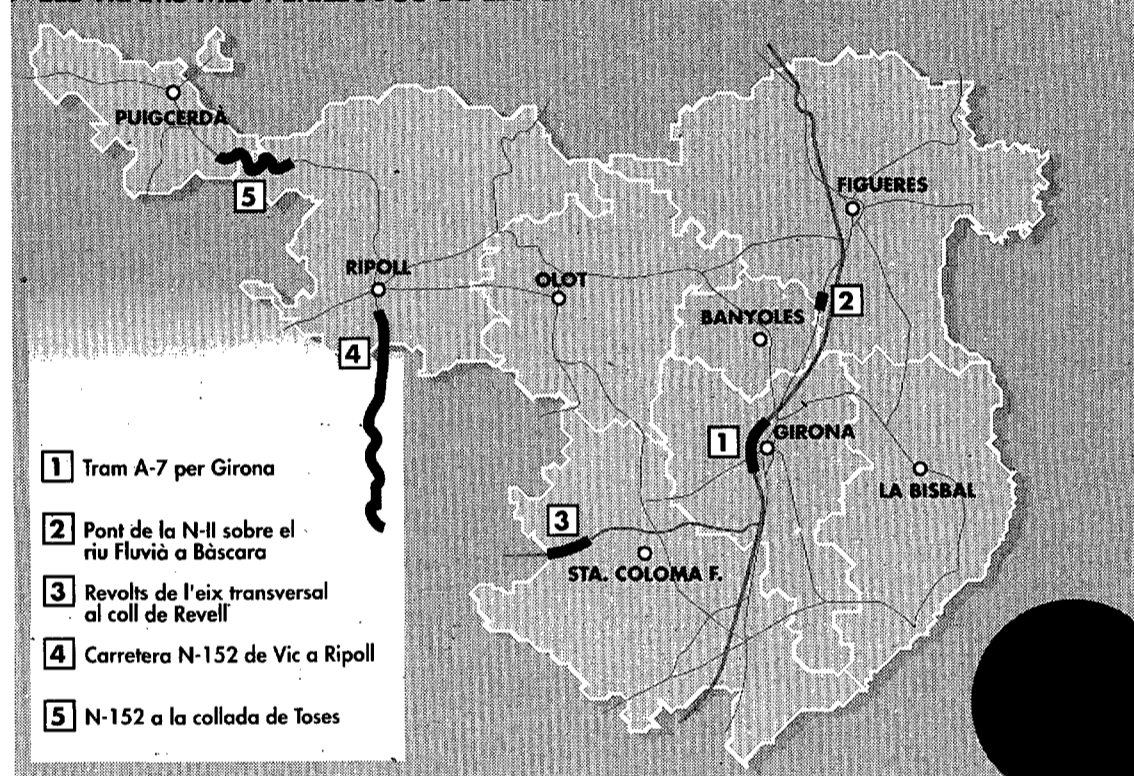 PUIGCERDÀ
5
FIGUERES
RIPOLL
OLOT
2
BANYOLES
4
1
GIRONA
LA BISBAL
3
STA. COLOMA F.
1 Tram A-7 per Girona
2 Pont de la N-II sobre el
riu Fluvià a Bàscara
3 Revolts de l'eix transversal
al coll de Revell
4 Carretera N-152 de Vic a Ripoll
5 N-152 a la collada de Toses